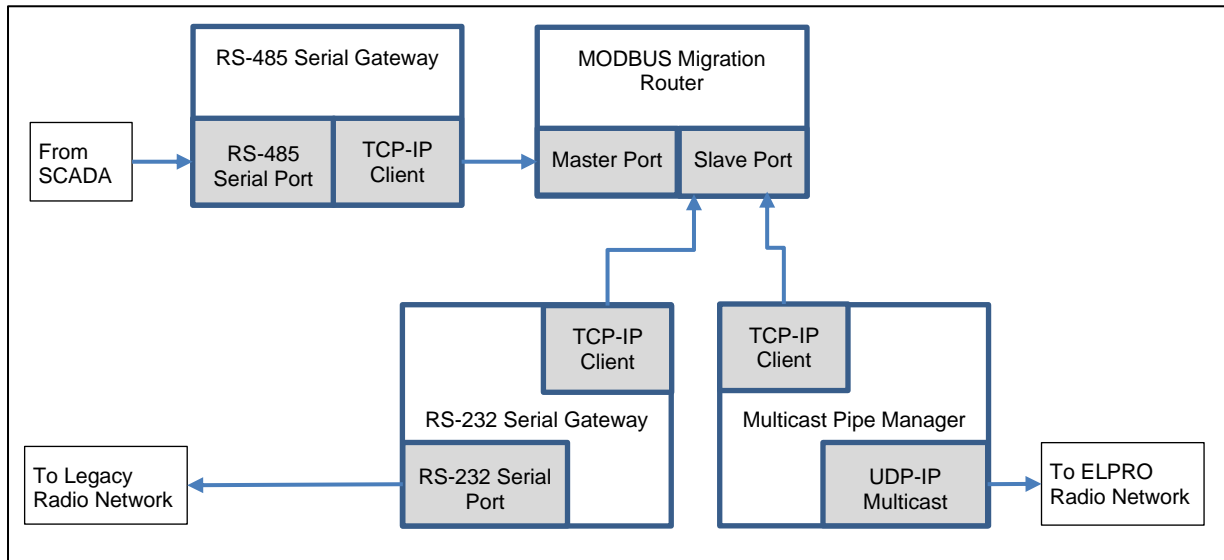 RS-485 Serial Gateway
MODBUS Migration
Router
From
SCADA
RS-485
Serial Port
TCP-IP
Client
Master Port
Slave Port
TCP-IP
Client
TCP-IP
Client
RS-232 Serial Gateway
Multicast Pipe Manager
To Legacy
Radio Network
RS-232 Serial
Port
UDP-IP
Multicast
To ELPRO
Radio Network